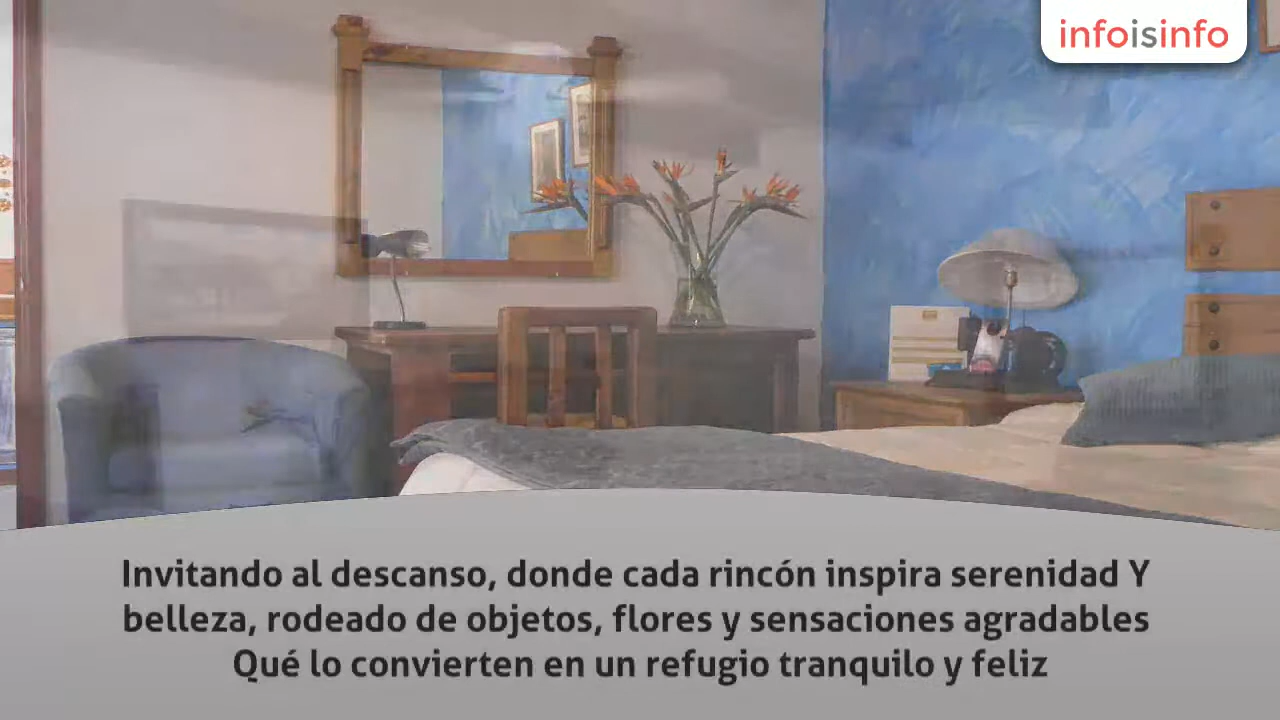 infoisinfo
Invitando al descanso, donde cada rincón inspira serenidad Y
belleza, rodeado de objetos, flores y sensaciones agradables
Qué lo convierten en un refugio tranquilo y feliz